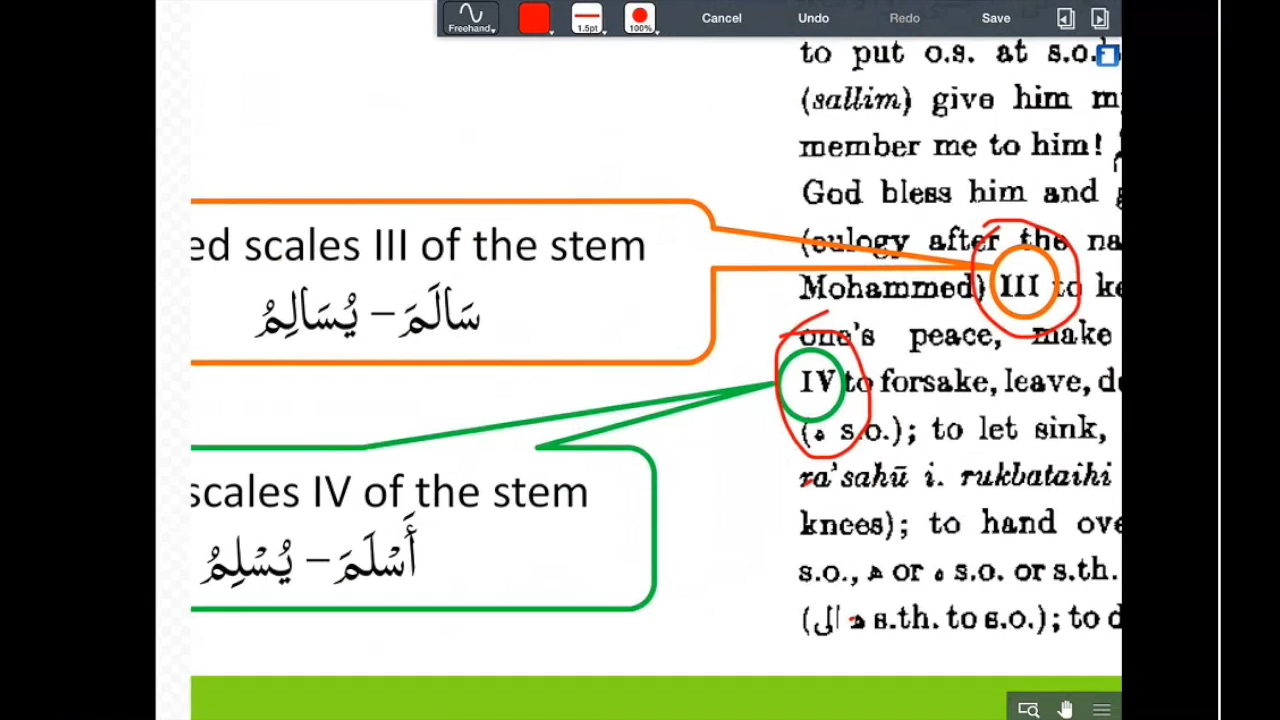 Freehand
1.5pt
100%
Cancel
Undo
Redo
Save
ed scales III of the stem
سَالَمَ – يُسَالِمُ
scales IV of the stem
أَسْلَمَ – يُسْلِمُ
to put o.s. at s.o.
(sallim) give him m
member me to him!
God bless him and
(eulogy after the na
Mohammed) III to ke
one's peace, make
IV to forsake, leave, d
(ه s.o.); to let sink,
ra'sahū i. rukbataihi
knees); to hand ove
s.o., ه or ه s.o. or s.th.
(ه الى s.th. to s.o.); to d